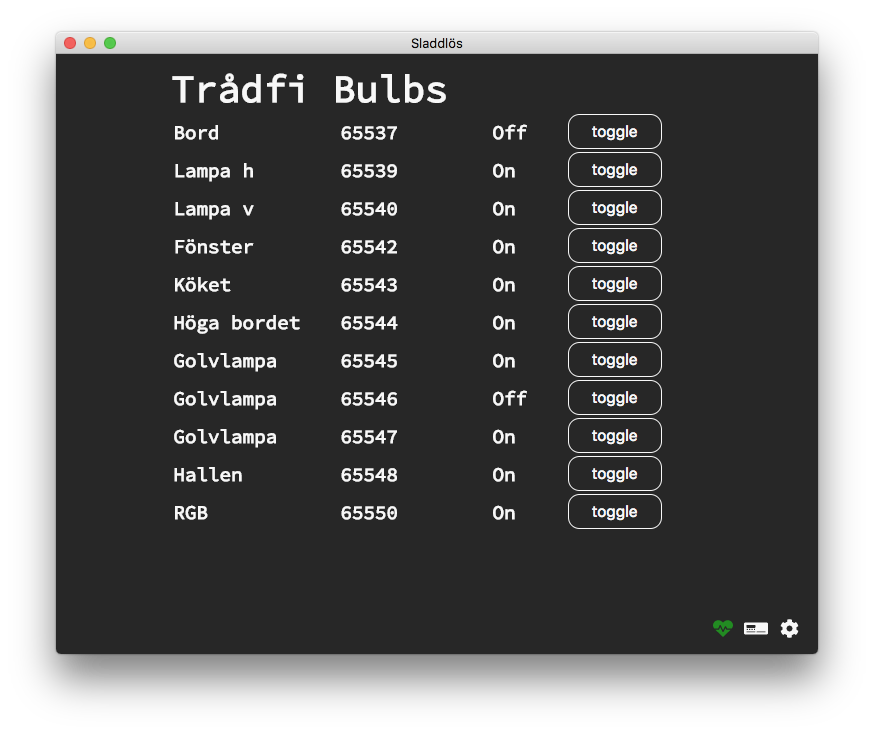 Sladdlös
Trådfi Bulbs
Bord 65537 Off toggle
Lampa h 65539 On toggle
Lampa v 65540 On toggle
Fönster 65542 On toggle
Köket 65543 On toggle
Höga bordet 65544 On toggle
Golvlampa 65545 On toggle
Golvlampa 65546 Off toggle
Golvlampa 65547 On toggle
Hallen 65548 On toggle
RGB 65550 On toggle